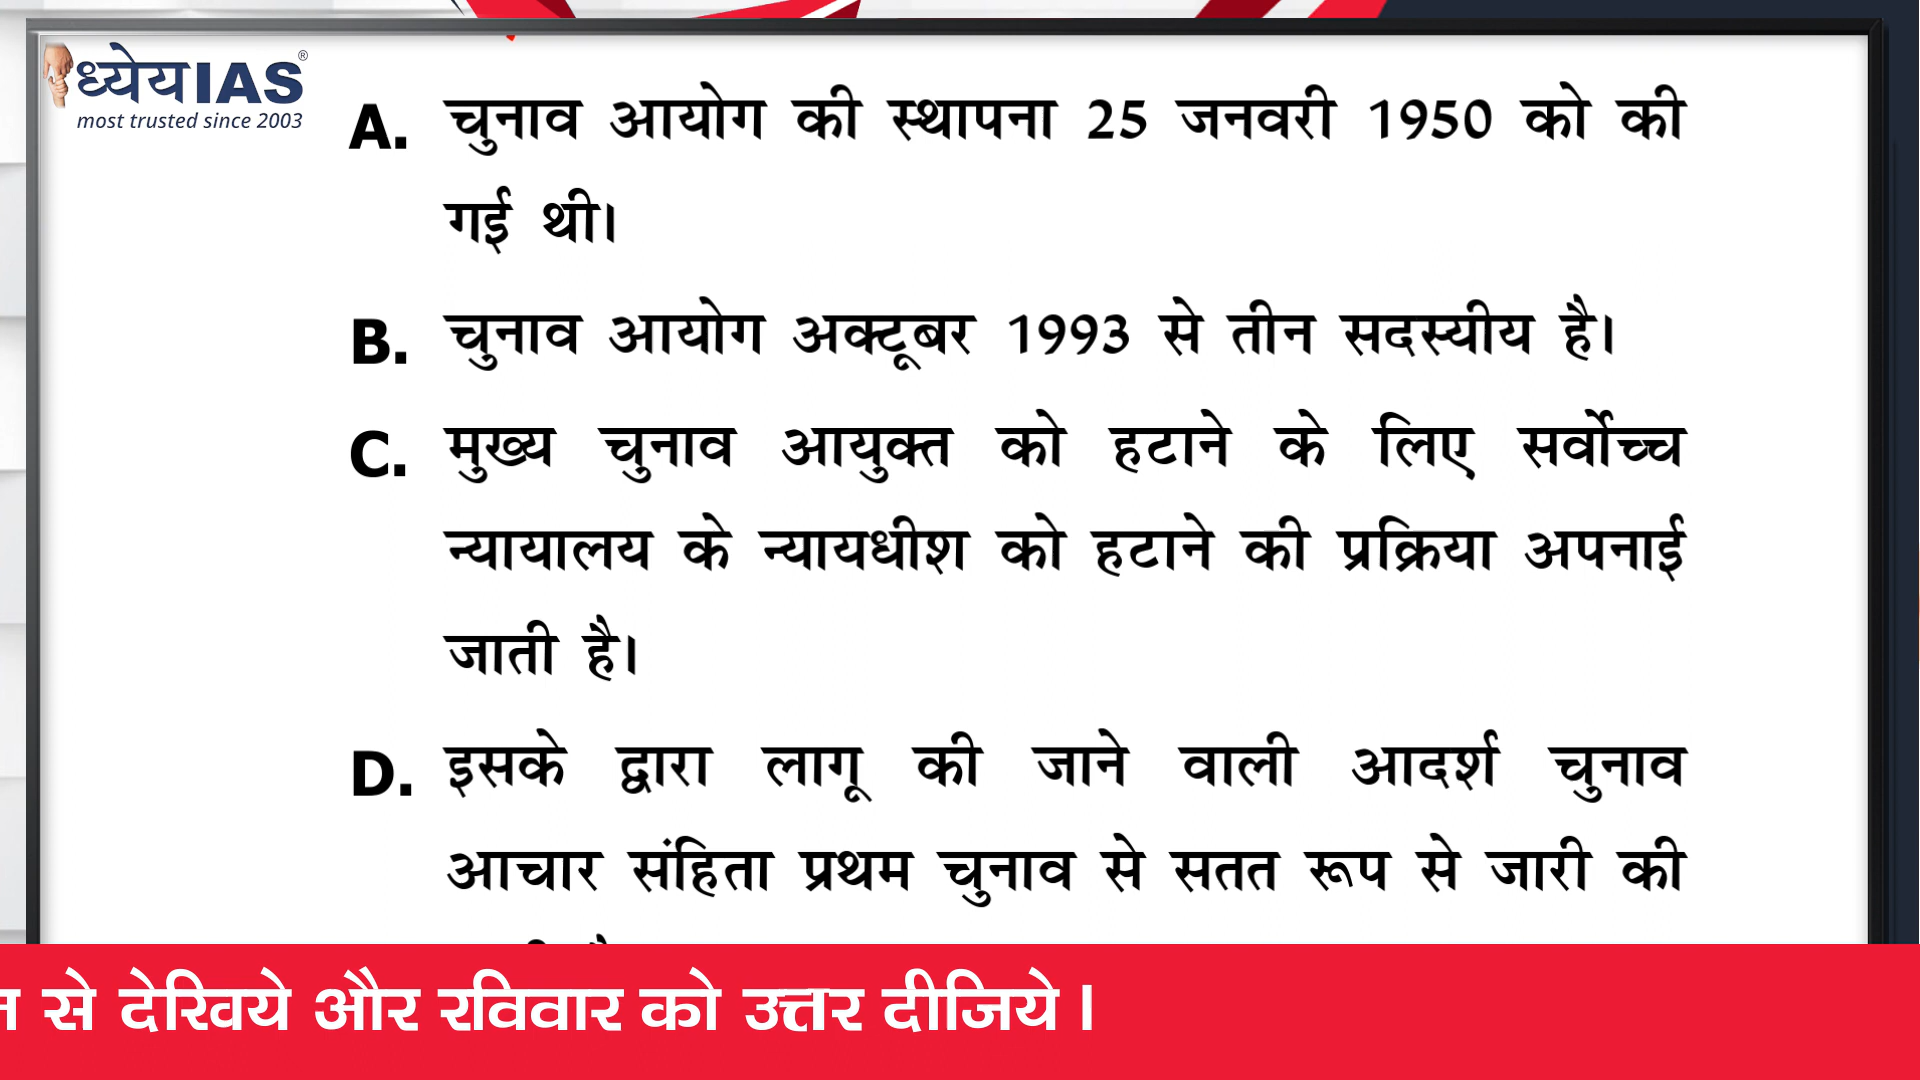 ध्येयIAS®
most trusted since 2003
A. चुनाव आयोग की स्थापना 25 जनवरी 1950 को की
गई थी।
B. चुनाव आयोग अक्टूबर 1993 से तीन सदस्यीय है।
C. मुख्य चुनाव आयुक्त को हटाने के लिए सर्वोच्च
न्यायालय के न्यायधीश को हटाने की प्रक्रिया अपनाई
जाती है।
D. इसके द्वारा लागू की जाने वाली आदर्श चुनाव
आचार संहिता प्रथम चुनाव से सतत रूप से जारी की
से देखिये और रविवार को उत्तर दीजिये।